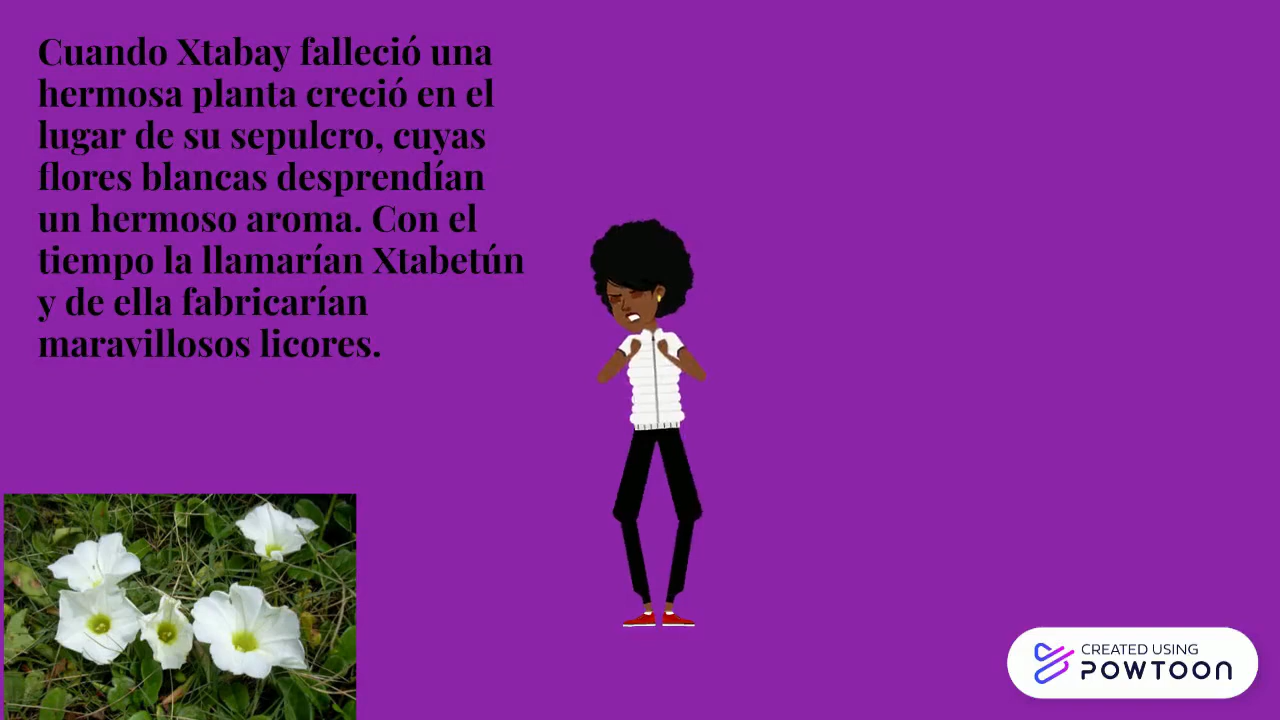 Cuando Xtabay falleció una
hermosa planta creció en el
lugar de su sepulcro, cuyas
flores blancas desprendían
un hermoso aroma. Con el
tiempo la llamarían Xtabetún
y de ella fabricarían
maravillosos licores.
CREATED USING
POWTOON